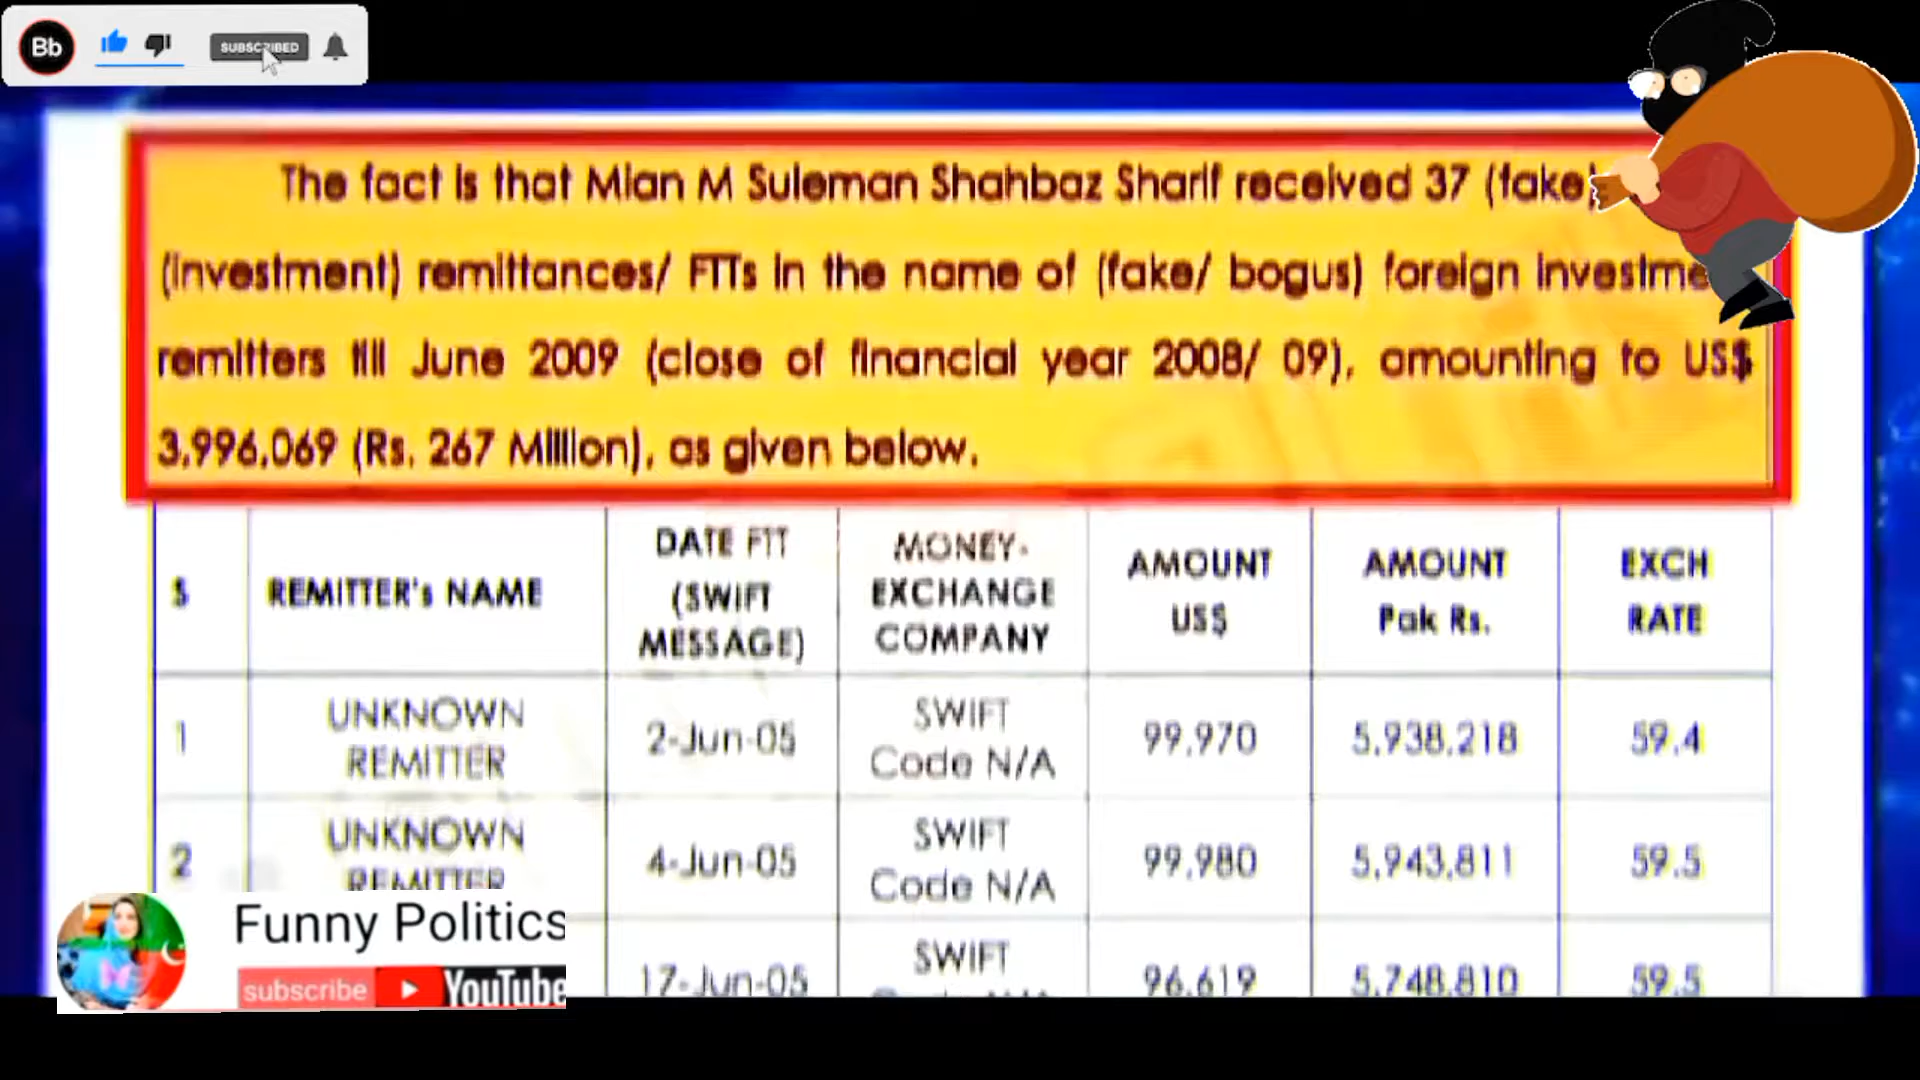 Bb
SUBSCRIBED
The fact is that Mian M Suleman Shahbaz Sharif received 37 (fake)
(investment) remittances/ FTTs in the name of (fake/ bogus) foreign investme
remitters till June 2009 (close of financial year 2008/ 09), amounting to US$
3,996,069 (Rs. 267 Million), as given below.
S REMITTER's NAME DATE FTT (SWIFT MESSAGE) MONEY-EXCHANGE COMPANY AMOUNT US$ AMOUNT Pak Rs. EXCH RATE
1 UNKNOWN REMITTER 2-Jun-05 SWIFT Code N/A 99,970 5,938,218 59.4
2 UNKNOWN REMITTER 4-Jun-05 SWIFT Code N/A 99,980 5,943,811 59.5
17-Jun-05 SWIFT 96,619 5,748,810 59.5
Funny Politics
subscribe YouTube